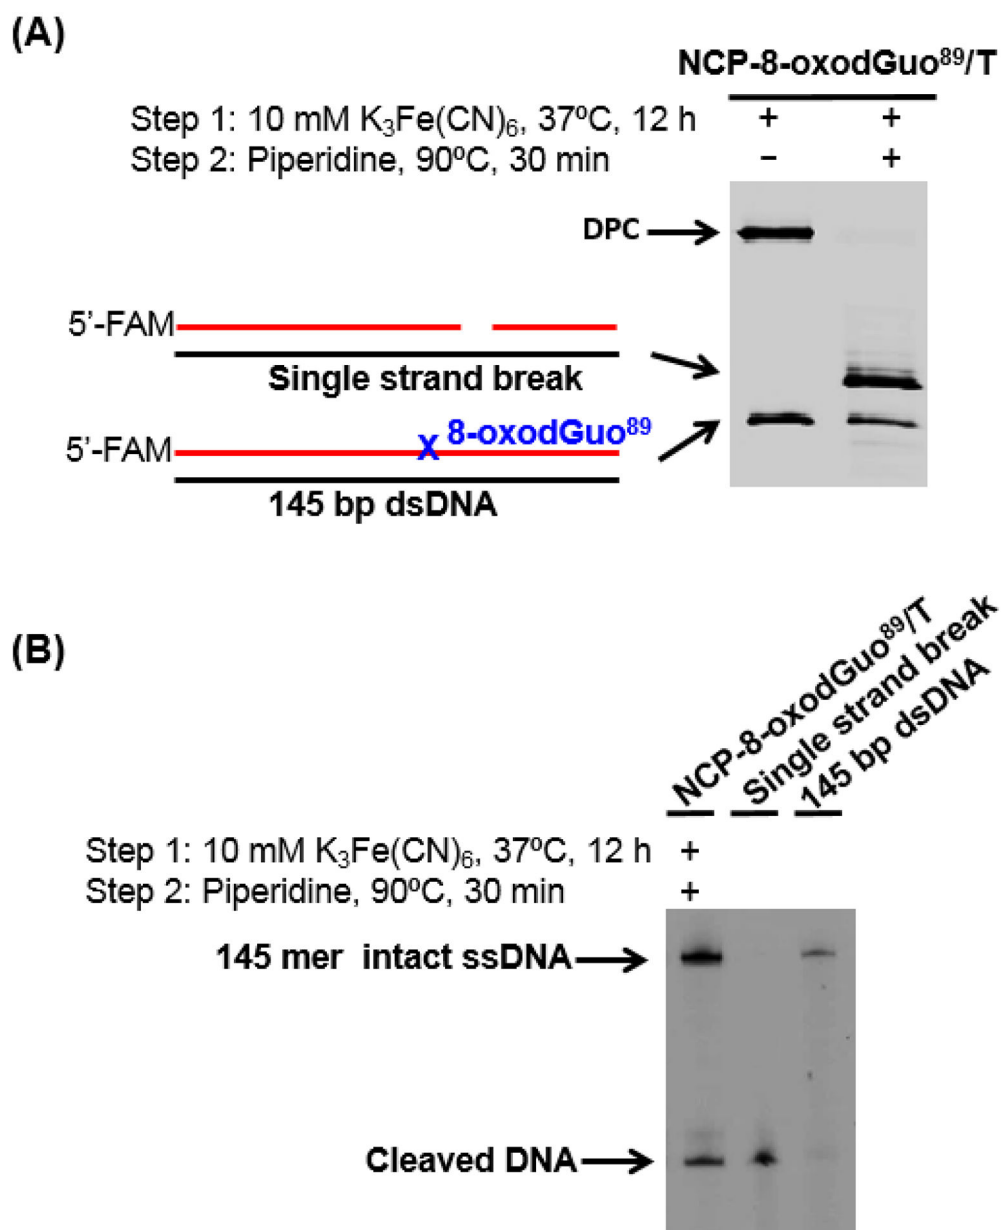 (A)
NCP-8-oxodGuo⁸⁹/T
Step 1: 10 mM K₃Fe(CN)₆, 37ºC, 12 h + +
Step 2: Piperidine, 90ºC, 30 min − +
DPC
5'-FAM
Single strand break
8-oxodGuo⁸⁹
5'-FAM X
145 bp dsDNA
(B)
NCP-8-oxodGuo⁸⁹/T
Single strand break
145 bp dsDNA
Step 1: 10 mM K₃Fe(CN)₆, 37ºC, 12 h +
Step 2: Piperidine, 90ºC, 30 min +
145 mer intact ssDNA
Cleaved DNA